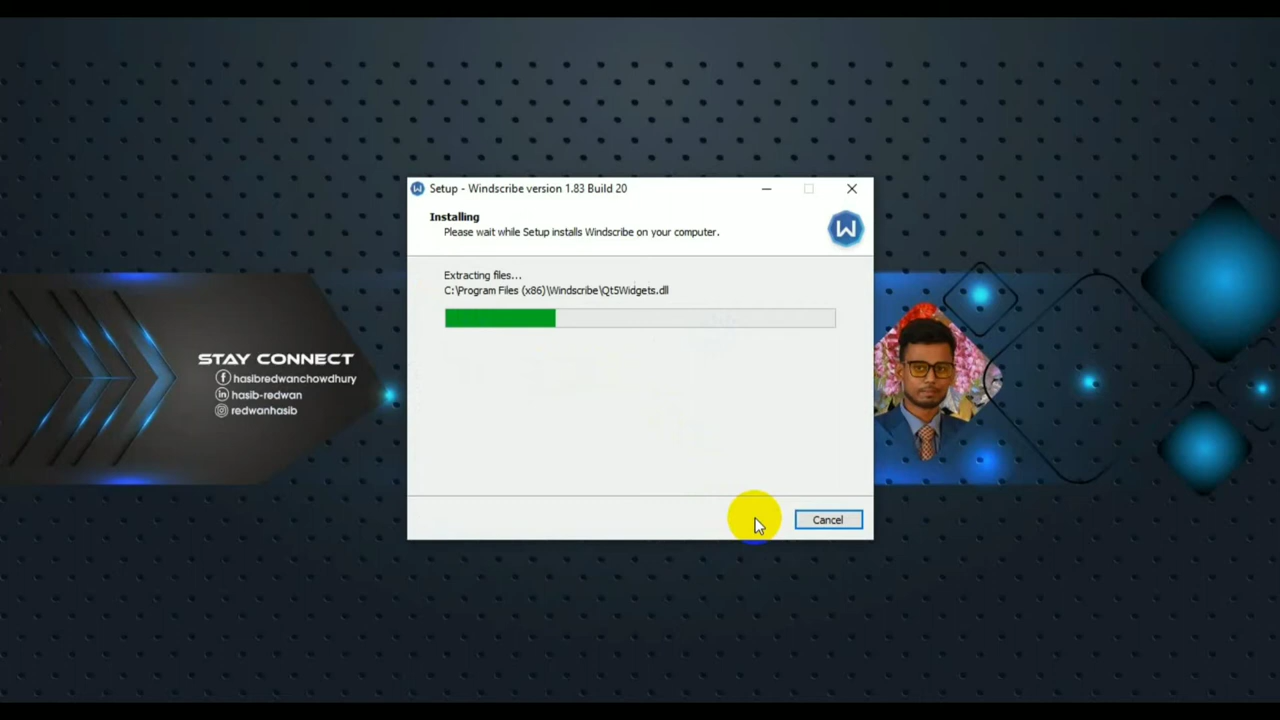 Setup - Windscribe version 1.83 Build 20
Installing
Please wait while Setup installs Windscribe on your computer.
W
Extracting files...
C:\Program Files (x86)\Windscribe\Qt5Widgets.dll
STAY CONNECT
hasibredwanchowdhury
hasib-redwan
redwanhasib
Cancel